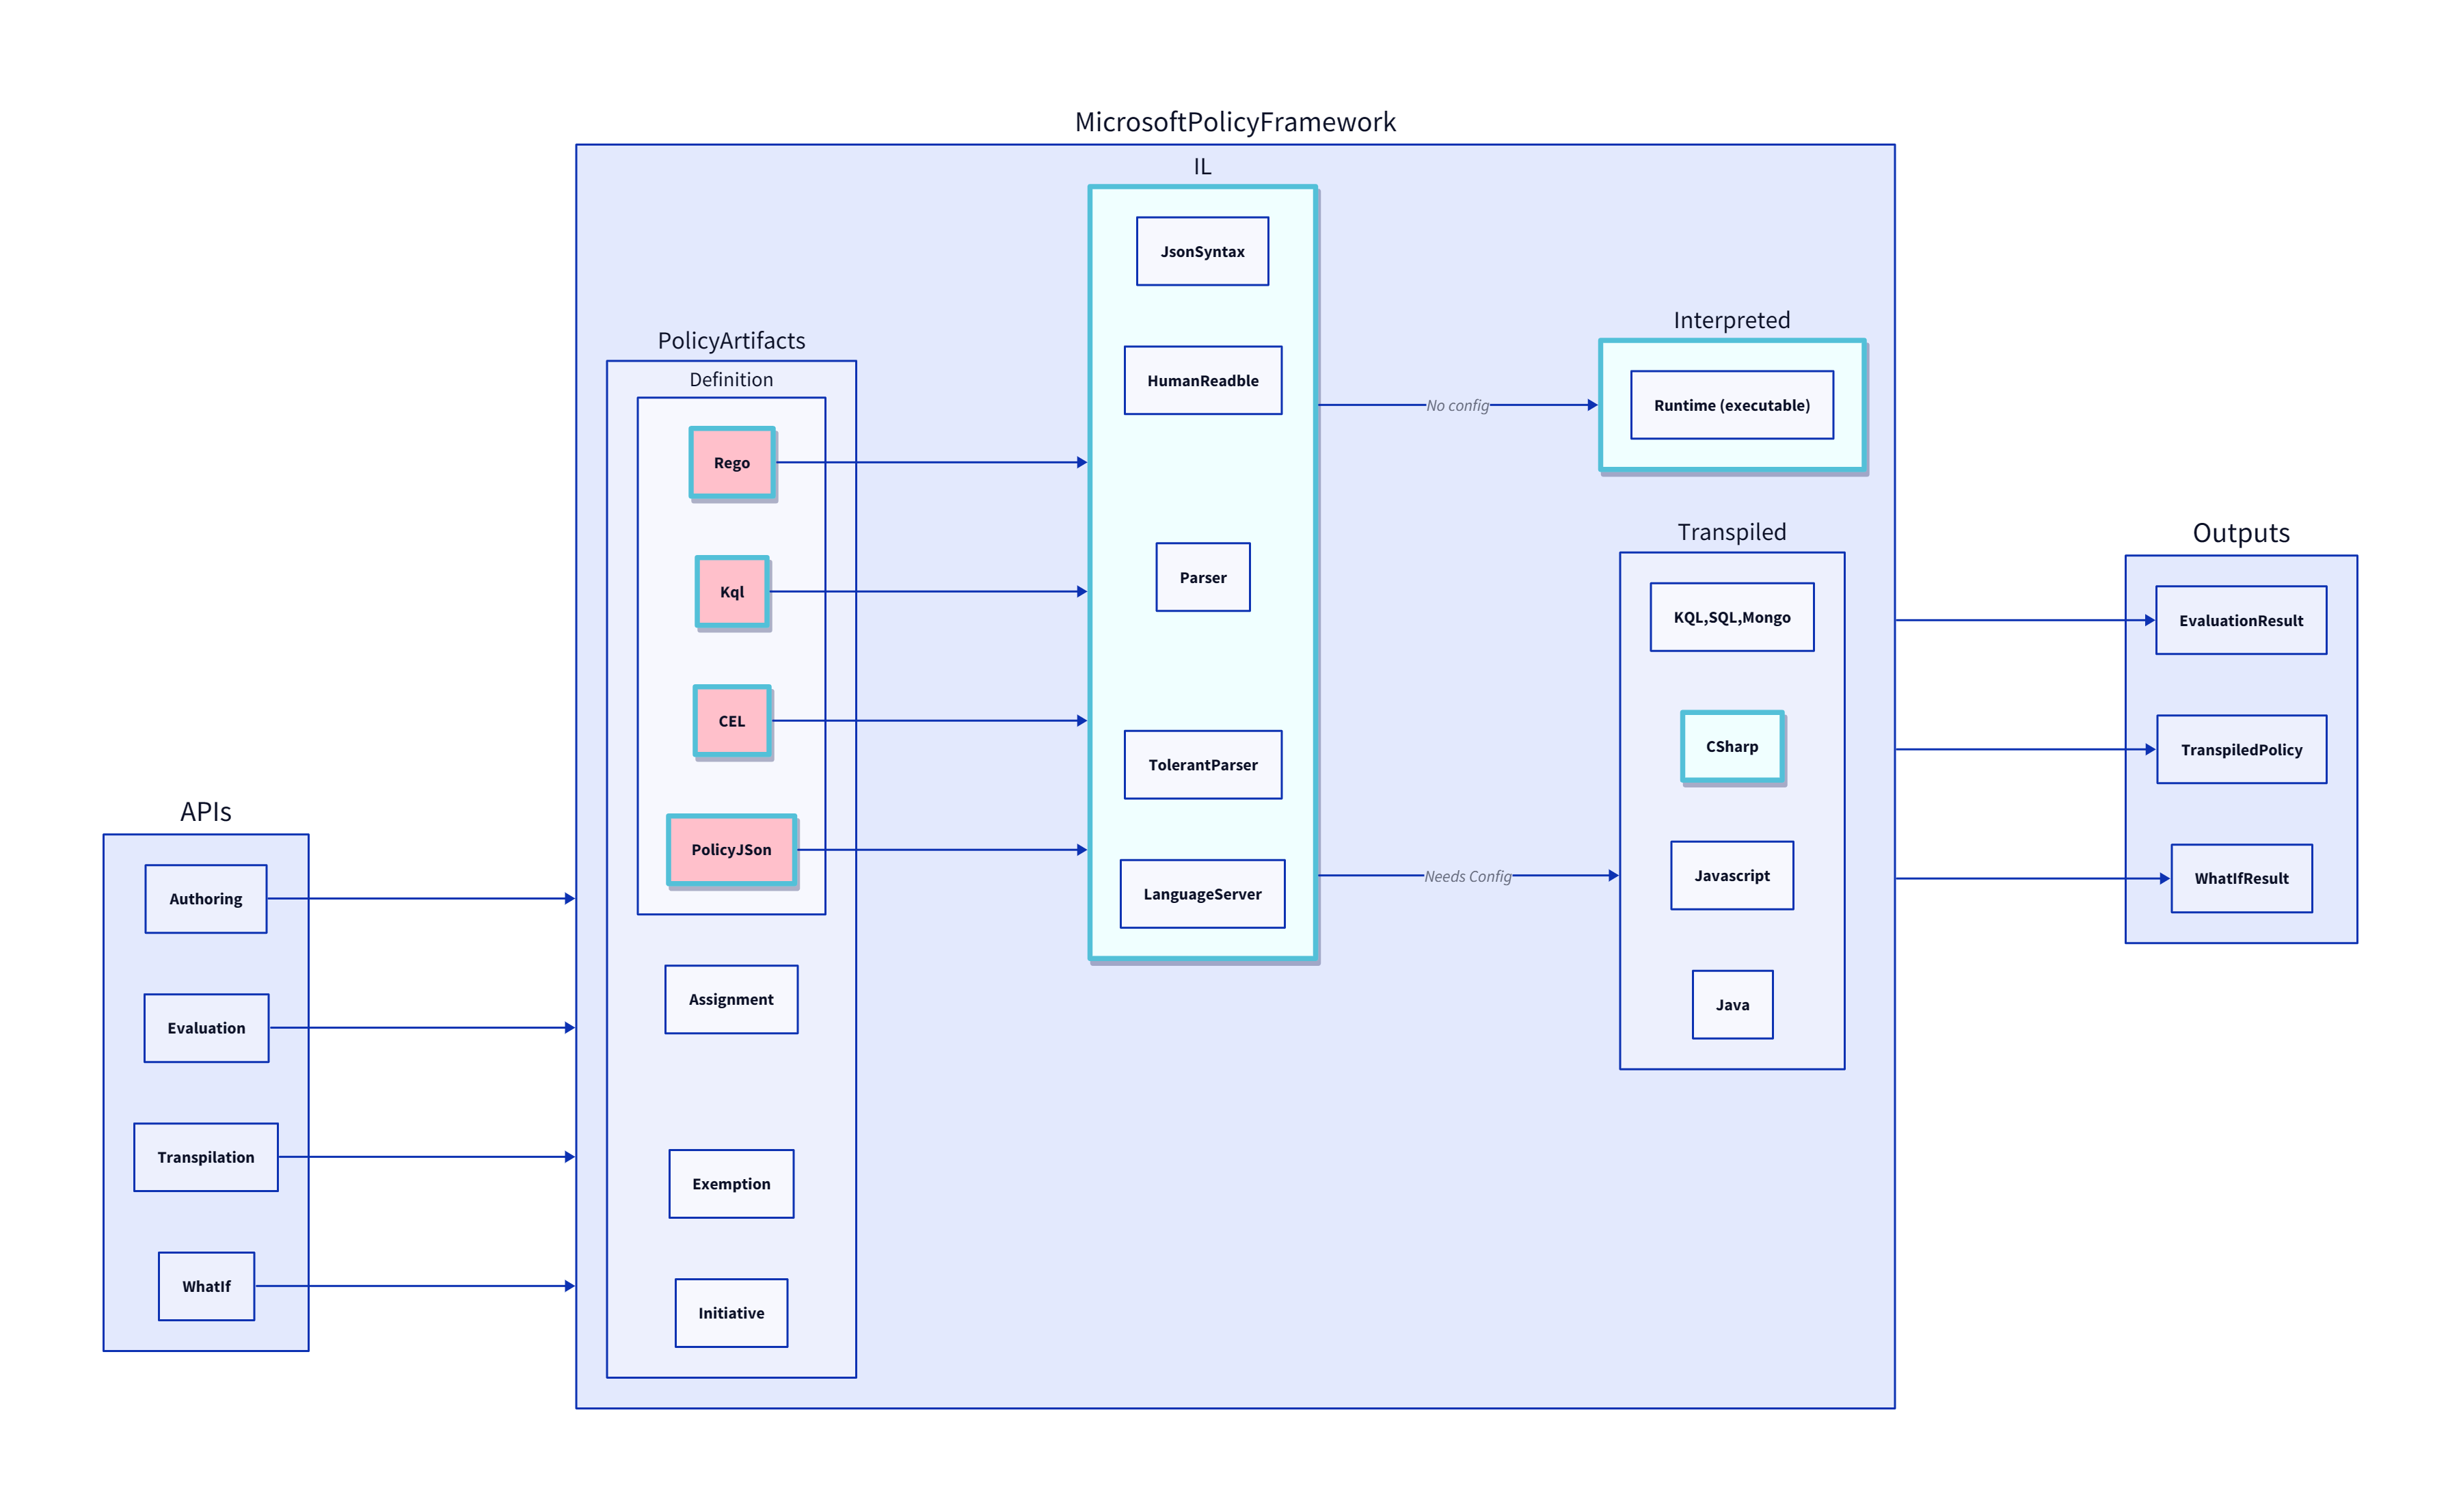 MicrosoftPolicyFramework
IL
JsonSyntax
HumanReadble
Parser
TolerantParser
LanguageServer
PolicyArtifacts
Definition
Rego
Kql
CEL
PolicyJSon
Assignment
Exemption
Initiative
No config
Needs Config
Interpreted
Runtime (executable)
Transpiled
KQL,SQL,Mongo
CSharp
Javascript
Java
APIs
Authoring
Evaluation
Transpilation
WhatIf
Outputs
EvaluationResult
TranspiledPolicy
WhatIfResult